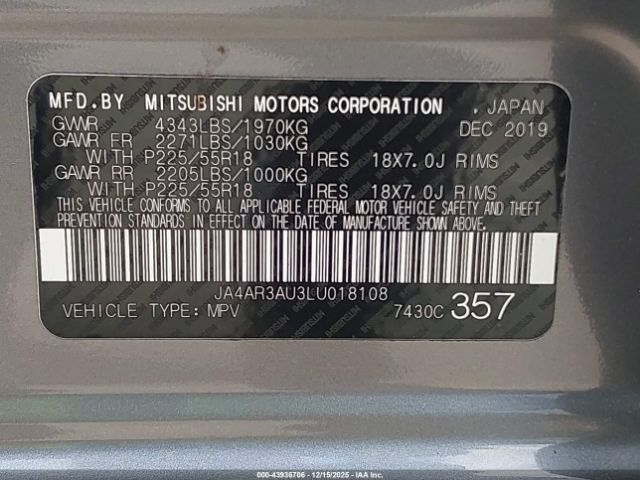 MFD.BY MITSUBISHI MOTORS CORPORATION . JAPAN
GVWR 4343LBS/1970KG DEC 2019
GAWR FR 2271LBS/1030KG
WITH P225/55R18 TIRES 18X7.0J RIMS
GAWR RR 2205LBS/1000KG
WITH P225/55R18 TIRES 18X7.0J RIMS
THIS VEHICLE CONFORMS TO ALL APPLICABLE FEDERAL MOTOR VEHICLE SAFETY AND THEFT
PREVENTION STANDARDS IN EFFECT ON THE DATE OF MANUFACTURE SHOWN ABOVE.
JA4AR3AU3LU018108
VEHICLE TYPE: MPV 7430C 357
000-43936706 - 12/15/2025 - IAAI.COM